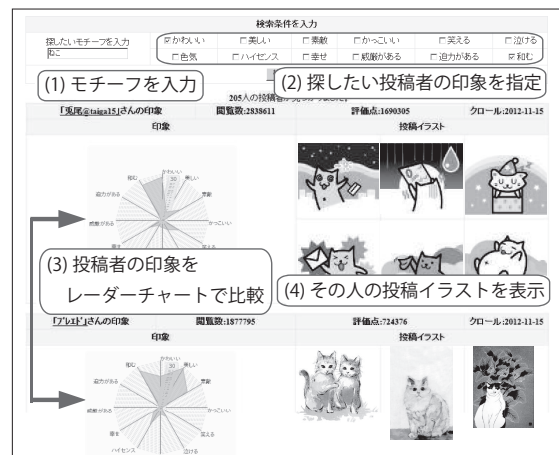 検索条件を入力
探したいモチーフを入力
ねこ
かわいい 美しい 素敵 かっこいい 笑える 泣ける
色気 ハイセンス 幸せ 威厳がある 迫力がある 和む
(1) モチーフを入力
(2) 探したい投稿者の印象を指定
205人の投稿者が
「兎尾@taiga15」さんの印象 閲覧数:2838611 評価点:1690305 クロール:2012-11-15
印象 投稿イラスト
かわいい
和む 30 美しい
迫力がある 素敵
威厳がある かっこいい
幸せ 笑える
(3) 投稿者の印象を
レーダーチャートで比較
(4) その人の投稿イラストを表示
「プレエド」さんの印象 閲覧数:1877795 評価点:724376 クロール:2012-11-15
印象 投稿イラスト
かわいい
和む 30 美しい
迫力がある 素敵
威厳がある かっこいい
幸せ 笑える
ハイセンス 泣ける